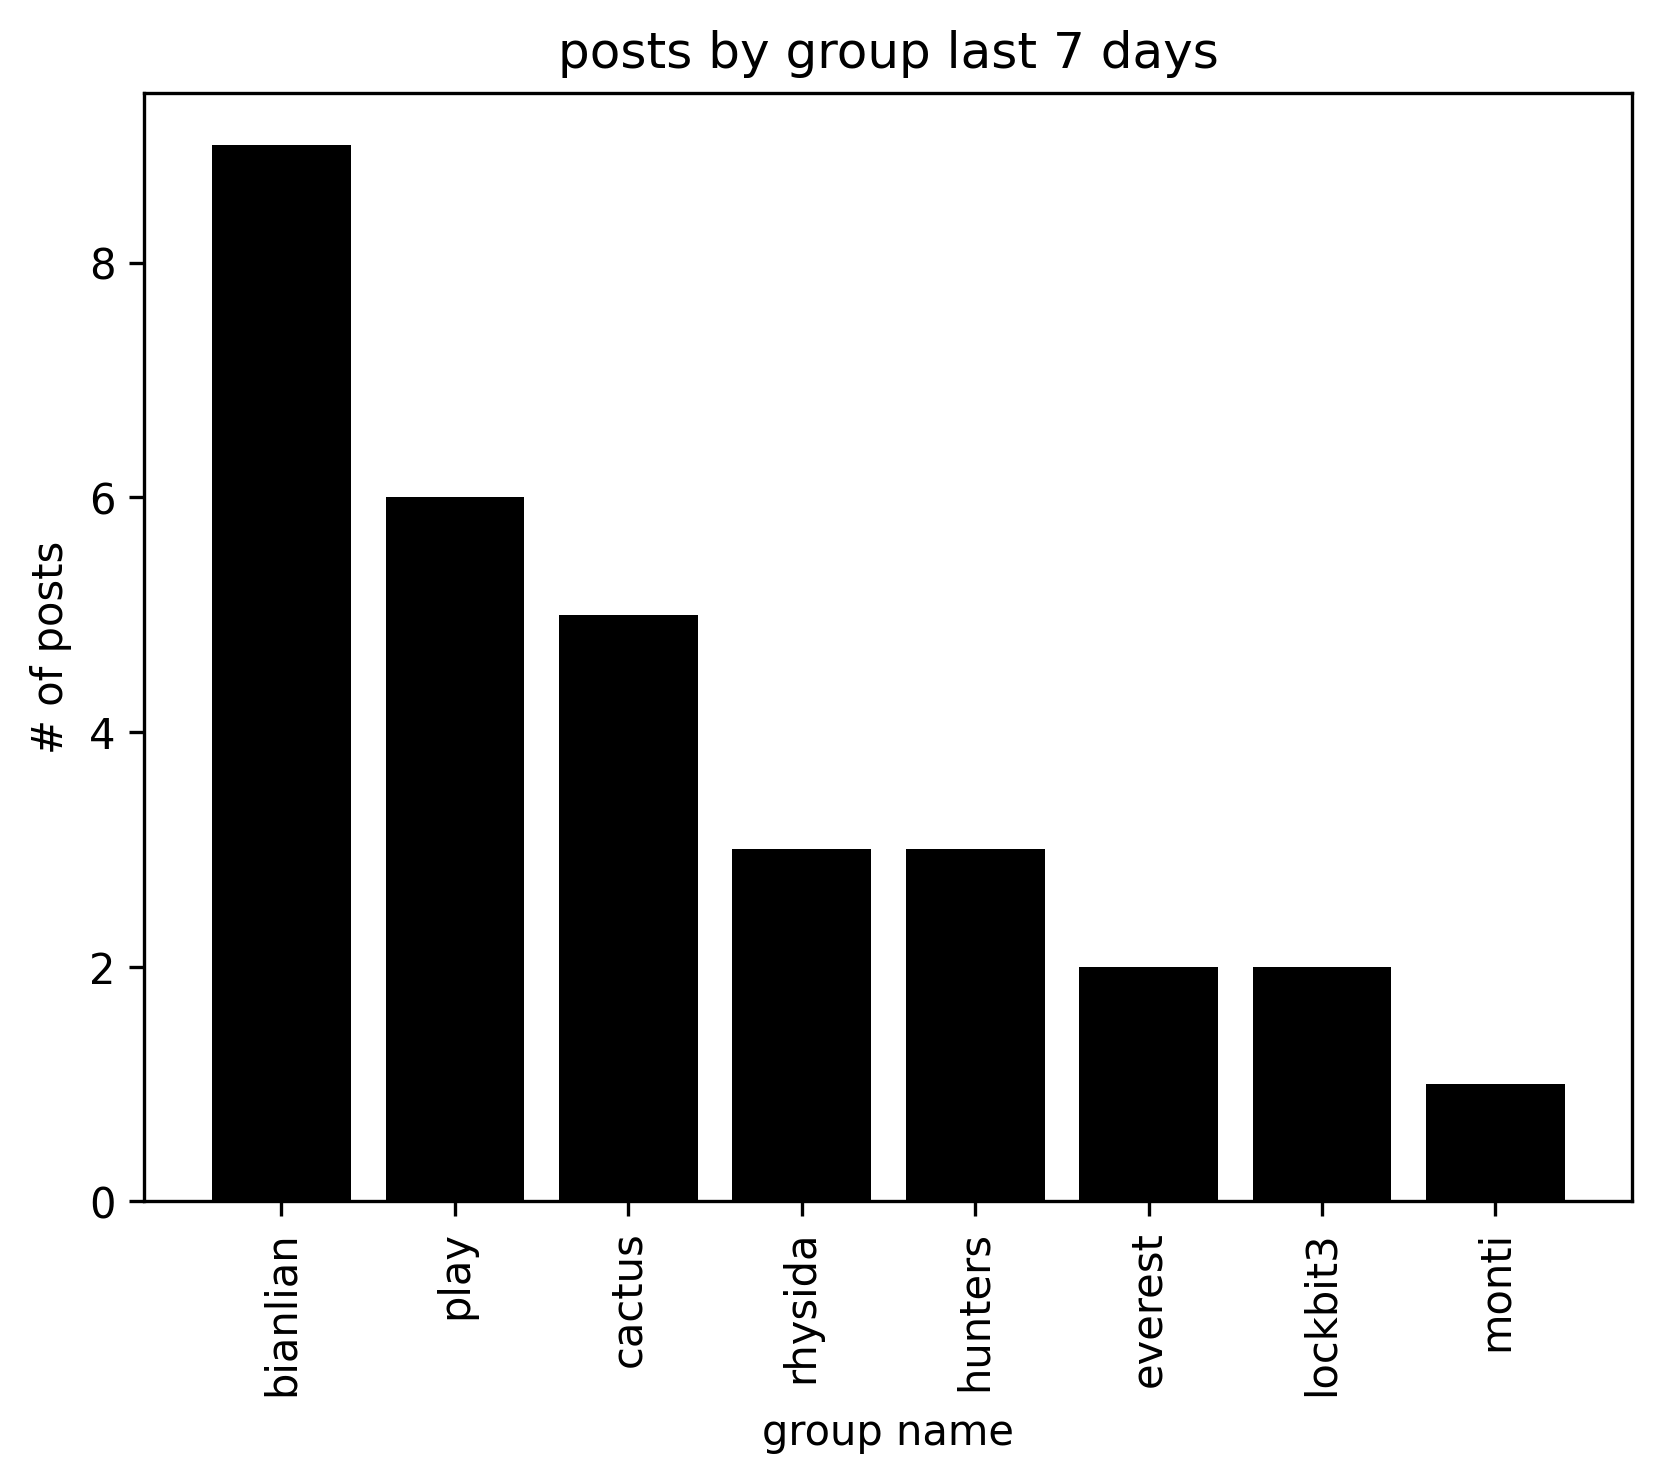 posts by group last 7 days
# of posts
8
6
4
2
0
bianlian
play
cactus
rhysida
hunters
everest
lockbit3
monti
group name